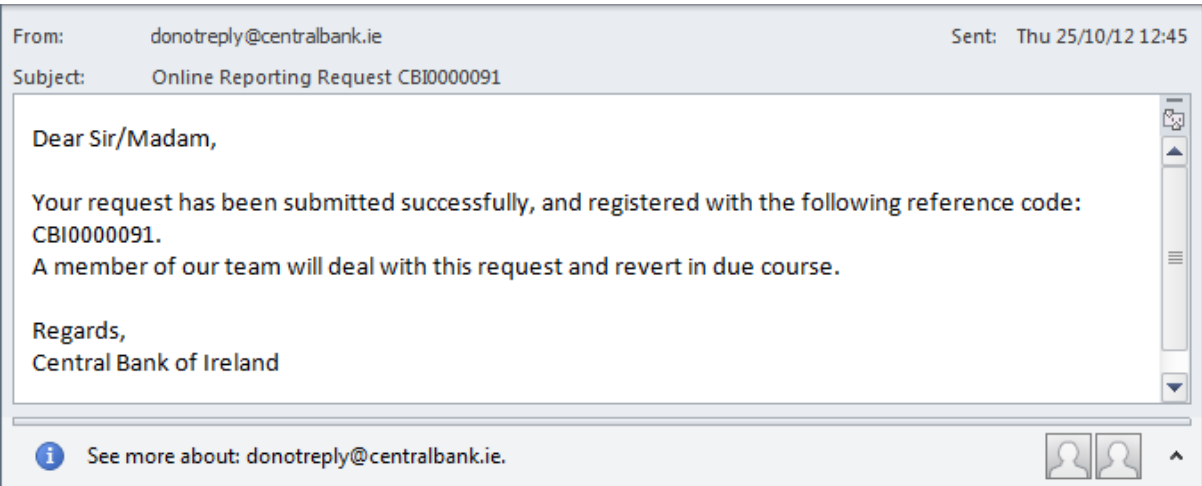 From: donotreply@centralbank.ie Sent: Thu 25/10/12 12:45
Subject: Online Reporting Request CBI0000091
Dear Sir/Madam,
Your request has been submitted successfully, and registered with the following reference code:
CBI0000091.
A member of our team will deal with this request and revert in due course.
Regards,
Central Bank of Ireland
See more about: donotreply@centralbank.ie.